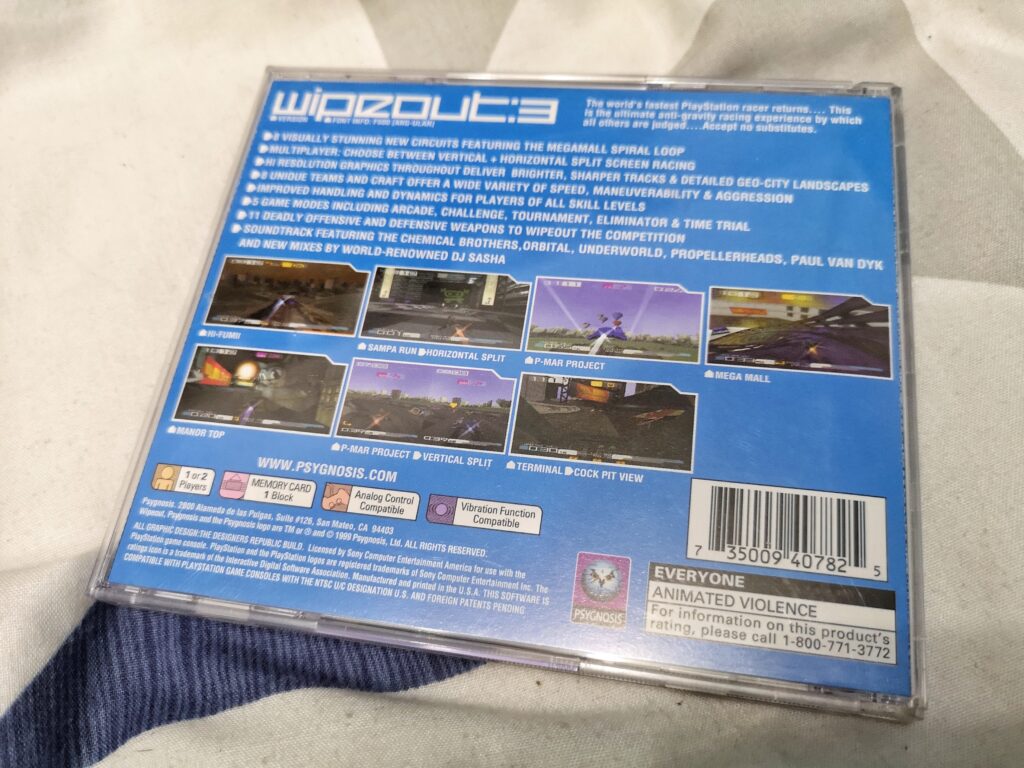 wipeout:3
VERSION FONT INFO: F500 [ANG-ULAR]
The world's fastest PlayStation racer returns.... This
is the ultimate anti-gravity racing experience by which
all others are judged....Accept no substitutes.
8 VISUALLY STUNNING NEW CIRCUITS FEATURING THE MEGAMALL SPIRAL LOOP
MULTIPLAYER: CHOOSE BETWEEN VERTICAL + HORIZONTAL SPLIT SCREEN RACING
HI RESOLUTION GRAPHICS THROUGHOUT DELIVER BRIGHTER, SHARPER TRACKS & DETAILED GEO-CITY LANDSCAPES
8 UNIQUE TEAMS AND CRAFT OFFER A WIDE VARIETY OF SPEED, MANEUVERABILITY & AGGRESSION
IMPROVED HANDLING AND DYNAMICS FOR PLAYERS OF ALL SKILL LEVELS
5 GAME MODES INCLUDING ARCADE, CHALLENGE, TOURNAMENT, ELIMINATOR & TIME TRIAL
11 DEADLY OFFENSIVE AND DEFENSIVE WEAPONS TO WIPEOUT THE COMPETITION
SOUNDTRACK FEATURING THE CHEMICAL BROTHERS,ORBITAL, UNDERWORLD, PROPELLERHEADS, PAUL VAN DYK
AND NEW MIXES BY WORLD-RENOWNED DJ SASHA
HI-FUMII
SAMPA RUN HORIZONTAL SPLIT
P-MAR PROJECT
MEGA MALL
MANOR TOP
P-MAR PROJECT VERTICAL SPLIT
TERMINAL COCK PIT VIEW
WWW.PSYGNOSIS.COM
1 or 2
Players
MEMORY CARD
1 Block
Analog Control
Compatible
Vibration Function
Compatible
Psygnosis. 2800 Alameda de las Pulgas, Suite #126, San Mateo, CA 94403
Wipeout, Psygnosis and the Psygnosis logo are TM or ® and © 1999 Psygnosis, Ltd. ALL RIGHTS RESERVED.
ALL GRAPHIC DESIGN:THE DESIGNERS REPUBLIC BUILD. Licensed by Sony Computer Entertainment America for use with the
PlayStation game console. PlayStation and the PlayStation logos are registered trademarks of Sony Computer Entertainment Inc. The
ratings icon is a trademark of the Interactive Digital Software Association. Manufactured and printed in the U.S.A. THIS SOFTWARE IS
COMPATIBLE WITH PLAYSTATION GAME CONSOLES WITH THE NTSC U/C DESIGNATION U.S. AND FOREIGN PATENTS PENDING
PSYGNOSIS
7 35009 40782 5
EVERYONE
ANIMATED VIOLENCE
For information on this product's
rating, please call 1-800-771-3772